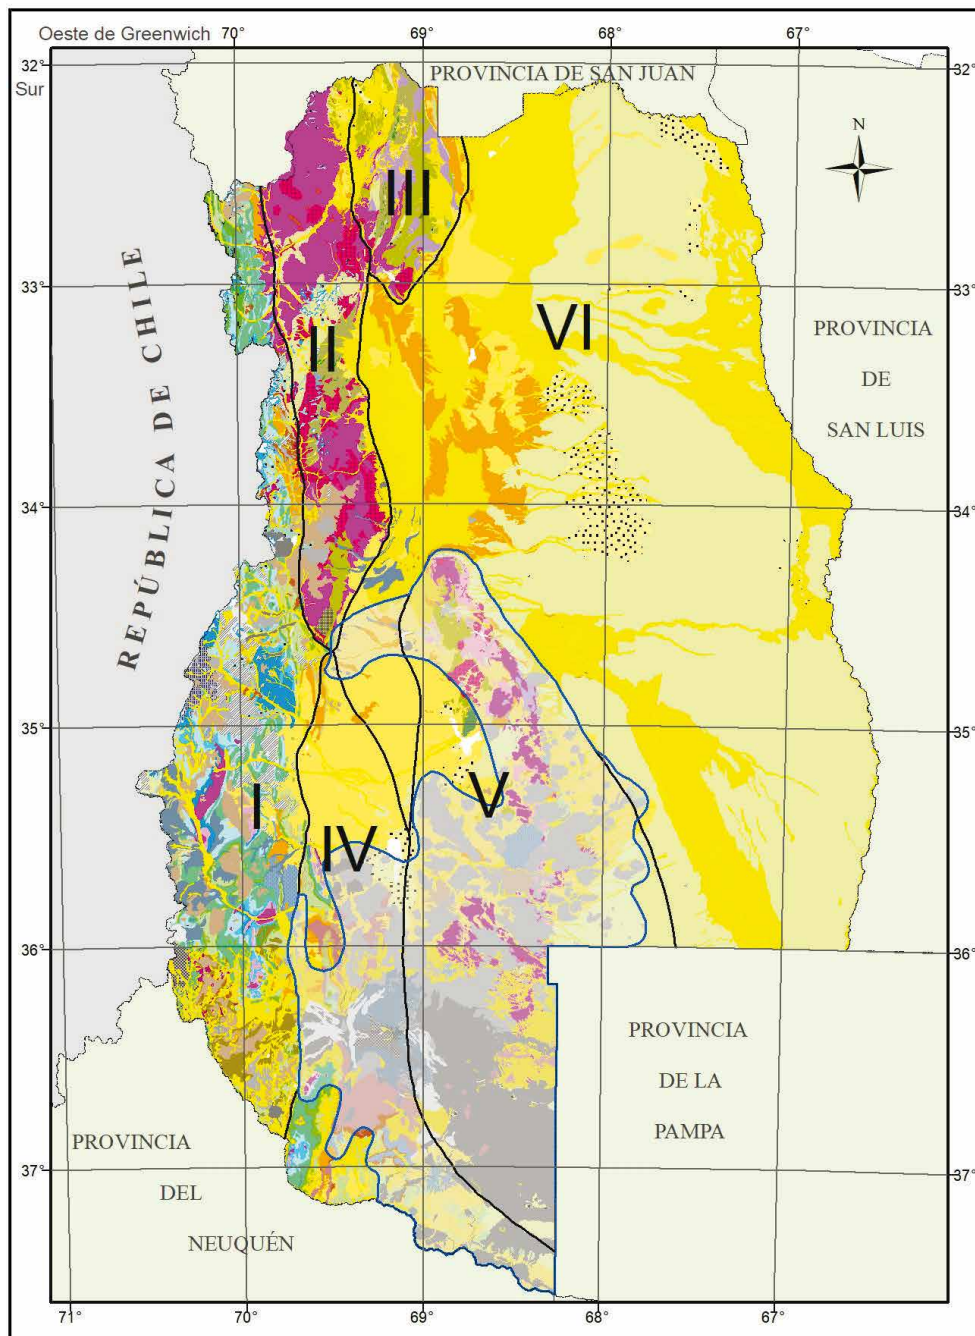 Oeste de Greenwich
70°
69°
68°
67°
32°
Sur
PROVINCIA DE SAN JUAN
32°
N
III
33°
33°
REPÚBLICA DE CHILE
II
VI
PROVINCIA
DE
SAN LUIS
34°
34°
35°
35°
I
IV
V
36°
36°
PROVINCIA
DE LA
PAMPA
PROVINCIA
DEL
NEUQUÉN
37°
37°
71°
70°
69°
68°
67°